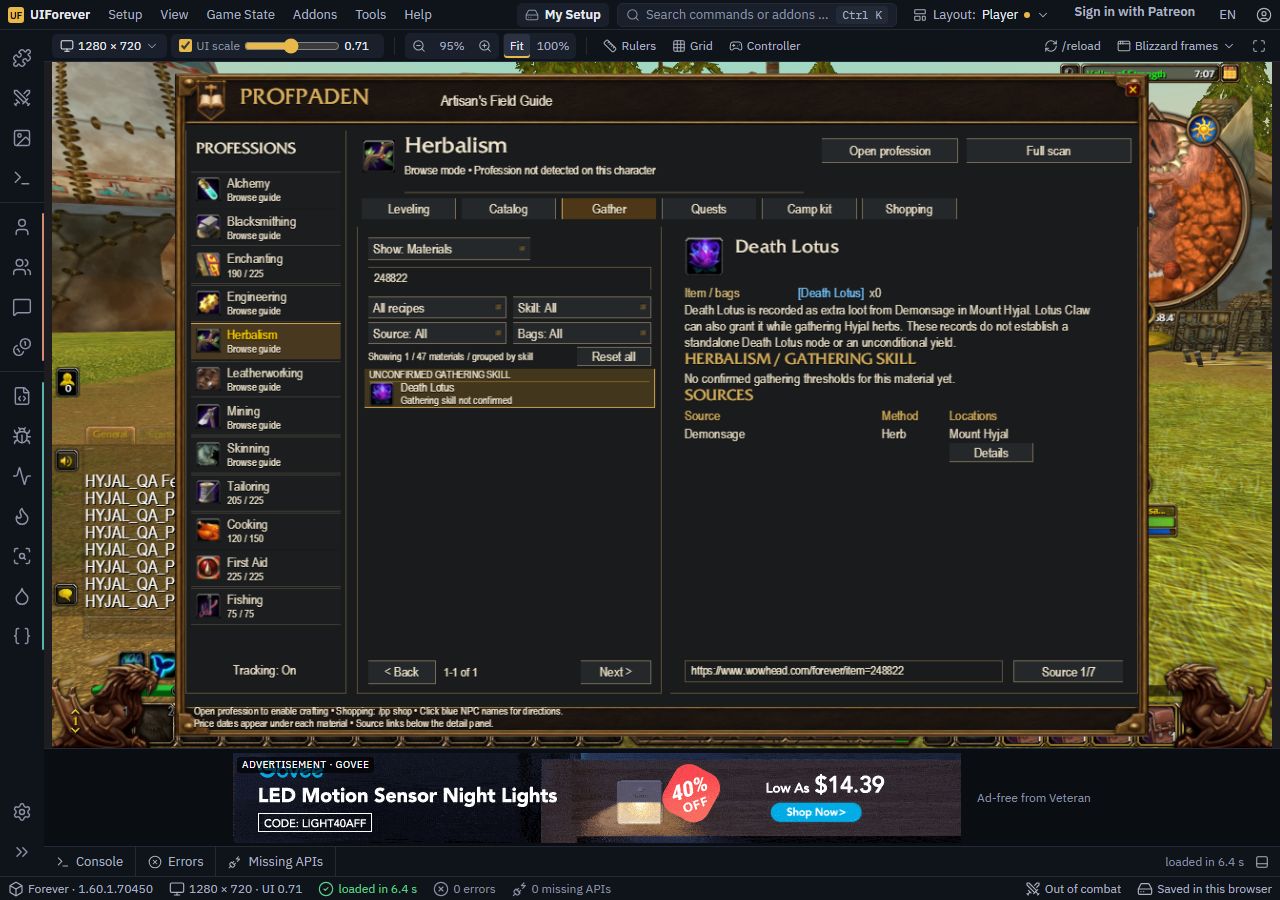 UF UIForever Setup View Game State Addons Tools Help My Setup Search commands or addons ... Ctrl K Layout: Player Sign in with Patreon EN
1280 × 720 UI scale 0.71 95% Fit 100% Rulers Grid Controller /reload Blizzard frames
7:07
PROFPADEN
Artisan's Field Guide
PROFESSIONS
Alchemy
Browse guide
Blacksmithing
Browse guide
Enchanting
190 / 225
Engineering
Browse guide
Herbalism
Browse guide
Leatherworking
Browse guide
Mining
Browse guide
Skinning
Browse guide
Tailoring
205 / 225
Cooking
120 / 150
First Aid
225 / 225
Fishing
75 / 75
Tracking: On
Herbalism
Browse mode • Profession not detected on this character
Open profession
Full scan
Leveling
Catalog
Gather
Quests
Camp kit
Shopping
Show: Materials
248822
All recipes
Skill: All
Source: All
Bags: All
Showing 1 / 47 materials / grouped by skill
Reset all
UNCONFIRMED GATHERING SKILL
Death Lotus
Gathering skill not confirmed
< Back
1-1 of 1
Next >
Death Lotus
Item / bags [Death Lotus] x0
Death Lotus is recorded as extra loot from Demonsage in Mount Hyjal. Lotus Claw
can also grant it while gathering Hyjal herbs. These records do not establish a
standalone Death Lotus node or an unconditional yield.
HERBALISM / GATHERING SKILL
No confirmed gathering thresholds for this material yet.
SOURCES
Source Method Locations
Demonsage Herb Mount Hyjal
Details
https://www.wowhead.com/forever/item=248822
Source 1/7
Open profession to enable crafting • Shopping: /pp shop • Click blue NPC names for directions.
Price dates appear under each material • Source links below the detail panel.
0
General
HYJAL_QA Fe
HYJAL_QA_P
HYJAL_QA_P
HYJAL_QA_P
HYJAL_QA_P
HYJAL_QA_P
HYJAL_QA_P
HYJAL_QA_P
1
ADVERTISEMENT · GOVEE
Govee
LED Motion Sensor Night Lights
CODE: LIGHT40AFF
40%
OFF
Low As $14.39
Shop Now>
Ad-free from Veteran
Console Errors Missing APIs loaded in 6.4 s
Forever · 1.60.1.70450 1280 × 720 · UI 0.71 loaded in 6.4 s 0 errors 0 missing APIs Out of combat Saved in this browser